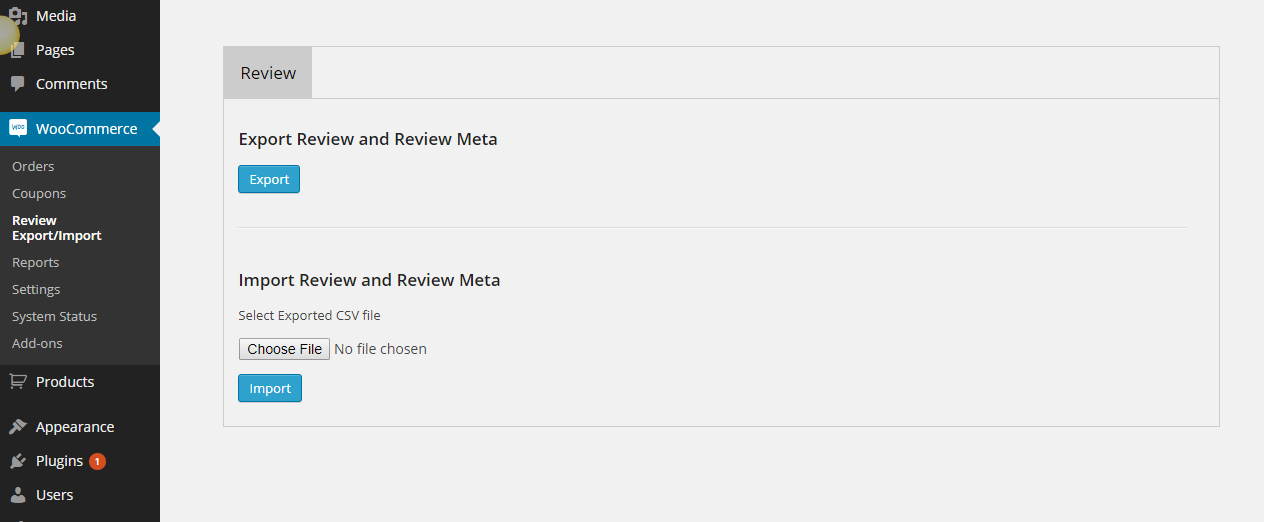 Media
Pages
Comments
WOO
WooCommerce
Orders
Coupons
Review
Export/Import
Reports
Settings
System Status
Add-ons
Products
Appearance
Plugins 1
Users
Review
Export Review and Review Meta
Export
Import Review and Review Meta
Select Exported CSV file
Choose File No file chosen
Import